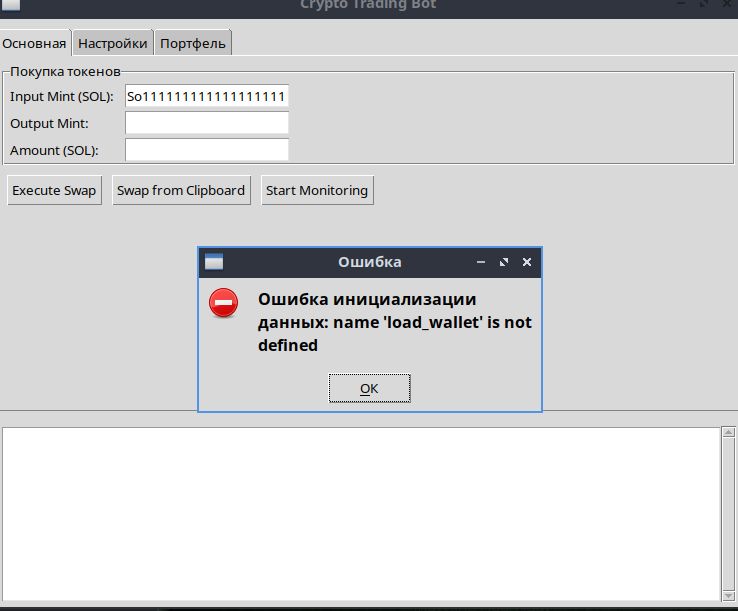 Crypto Trading Bot
Основная Настройки Портфель
Покупка токенов
Input Mint (SOL): So111111111111111111
Output Mint:
Amount (SOL):
Execute Swap Swap from Clipboard Start Monitoring
Ошибка
Ошибка инициализации
данных: name 'load_wallet' is not
defined
OK